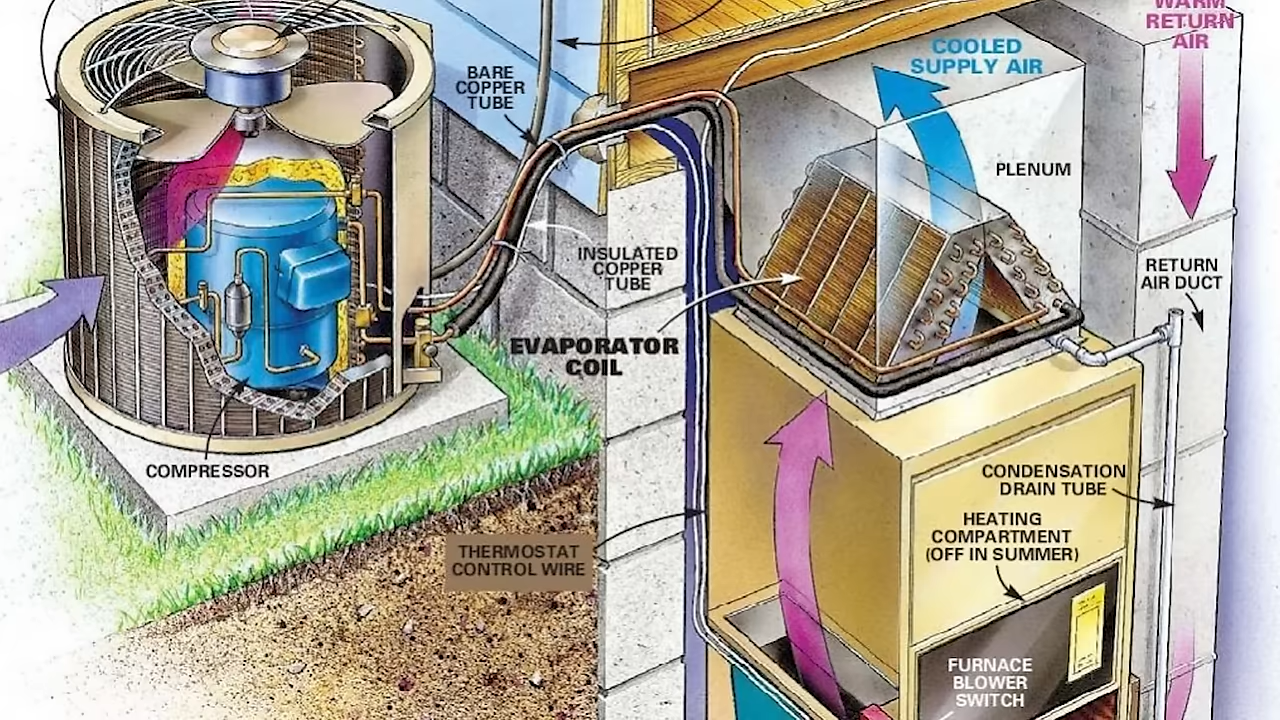 WARM
RETURN
AIR
COOLED
SUPPLY AIR
BARE
COPPER
TUBE
PLENUM
INSULATED
COPPER
TUBE
RETURN
AIR DUCT
EVAPORATOR
COIL
COMPRESSOR
CONDENSATION
DRAIN TUBE
HEATING
COMPARTMENT
(OFF IN SUMMER)
THERMOSTAT
CONTROL WIRE
FURNACE
BLOWER
SWITCH